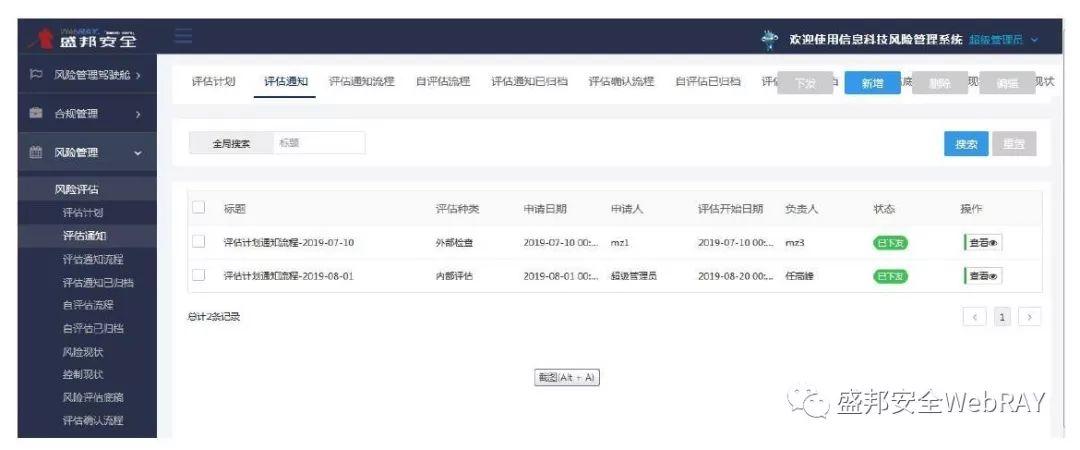 WebRAY
盛邦安全
欢迎使用信息科技风险管理系统 超级管理员
风险管理驾驶舱
合规管理
风险管理
风险评估
评估计划
评估通知
评估通知流程
评估通知已归档
自评估流程
自评估已归档
风险现状
控制现状
风险评估底稿
评估确认流程
评估计划 评估通知 评估通知流程 自评估流程 评估通知已归档 评估确认流程 自评估已归档 下发 新增 删除 编辑 现状
全局搜索 标题 搜索 重置
标题 评估种类 申请日期 申请人 评估开始日期 负责人 状态 操作
评估计划通知流程-2019-07-10 外部检查 2019-07-10 00:... mz1 2019-07-10 00:... mz3 已下发 查看
评估计划通知流程-2019-08-01 内部评估 2019-08-01 00:... 超级管理员 2019-08-20 00:... 任高峰 已下发 查看
总计2条记录 < 1 >
截图(Alt + A)
盛邦安全WebRAY